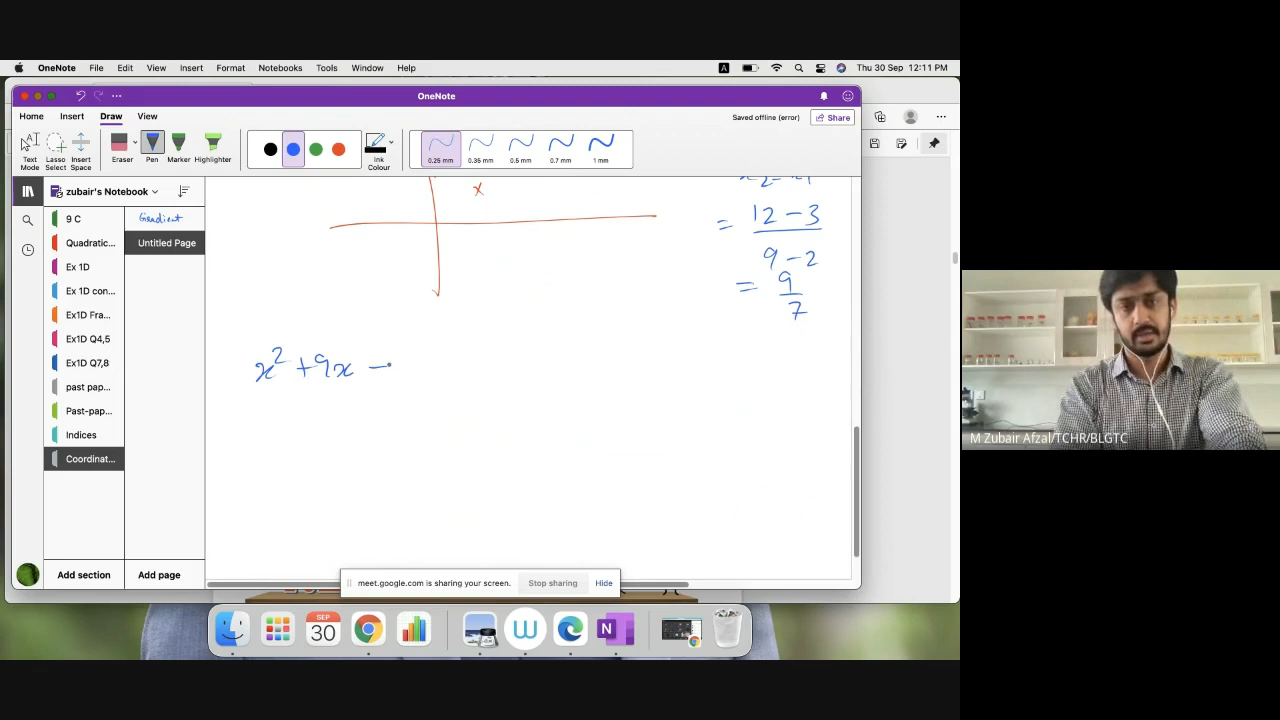 OneNote File Edit View Insert Format Notebooks Tools Window Help A Thu 30 Sep 12:11 PM
OneNote
Home Insert Draw View Saved offline (error) Share
Text Mode Lasso Select Insert Space Eraser Pen Marker Highlighter Ink Colour 0.25 mm 0.35 mm 0.5 mm 0.7 mm 1 mm
zubair's Notebook
9 C
Quadratic...
Ex 1D
Ex 1D con...
Ex1D Fra...
Ex1D Q4,5
Ex1D Q7,8
past pap...
Past-pap...
Indices
Coordinat...
Gradient
Untitled Page
x
= 12 - 3
9 - 2
= 9
7
x² + 9x -
Add section Add page
meet.google.com is sharing your screen. Stop sharing Hide
SEP
30
W
N
M Zubair Afzal/TCHR/BLGTC